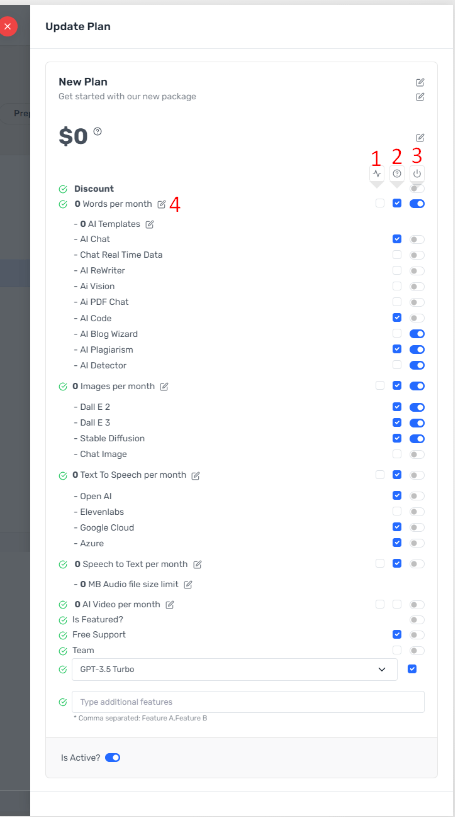 Update Plan
Prep
New Plan
Get started with our new package
$0
1 2 3
Discount
0 Words per month 4
- 0 AI Templates
- AI Chat
- Chat Real Time Data
- AI ReWriter
- Ai Vision
- Ai PDF Chat
- AI Code
- AI Blog Wizard
- AI Plagiarism
- AI Detector
0 Images per month
- Dall E 2
- Dall E 3
- Stable Diffusion
- Chat Image
0 Text To Speech per month
- Open AI
- Elevenlabs
- Google Cloud
- Azure
0 Speech to Text per month
- 0 MB Audio file size limit
0 AI Video per month
Is Featured?
Free Support
Team
GPT-3.5 Turbo
Type additional features
* Comma separated: Feature A,Feature B
Is Active?